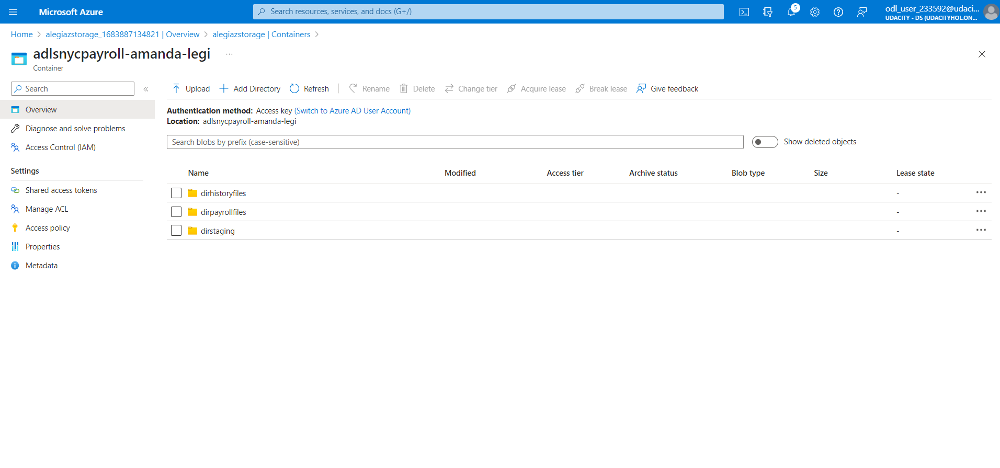 Microsoft Azure
Search resources, services, and docs (G+/)
5
odl_user_233592@udaci...
UDACITY - DS (UDACITYHOL.ON...
Home > alegiazstorage_1683887134821 | Overview > alegiazstorage | Containers >
adlsnycpayroll-amanda-legi ...
Container
Search
«
Upload
Add Directory
Refresh
Rename
Delete
Change tier
Acquire lease
Break lease
Give feedback
Overview
Diagnose and solve problems
Access Control (IAM)
Settings
Shared access tokens
Manage ACL
Access policy
Properties
Metadata
Authentication method: Access key (Switch to Azure AD User Account)
Location: adlsnycpayroll-amanda-legi
Search blobs by prefix (case-sensitive)
Show deleted objects
Name Modified Access tier Archive status Blob type Size Lease state
dirhistoryfiles - ...
dirpayrollfiles - ...
dirstaging - ...